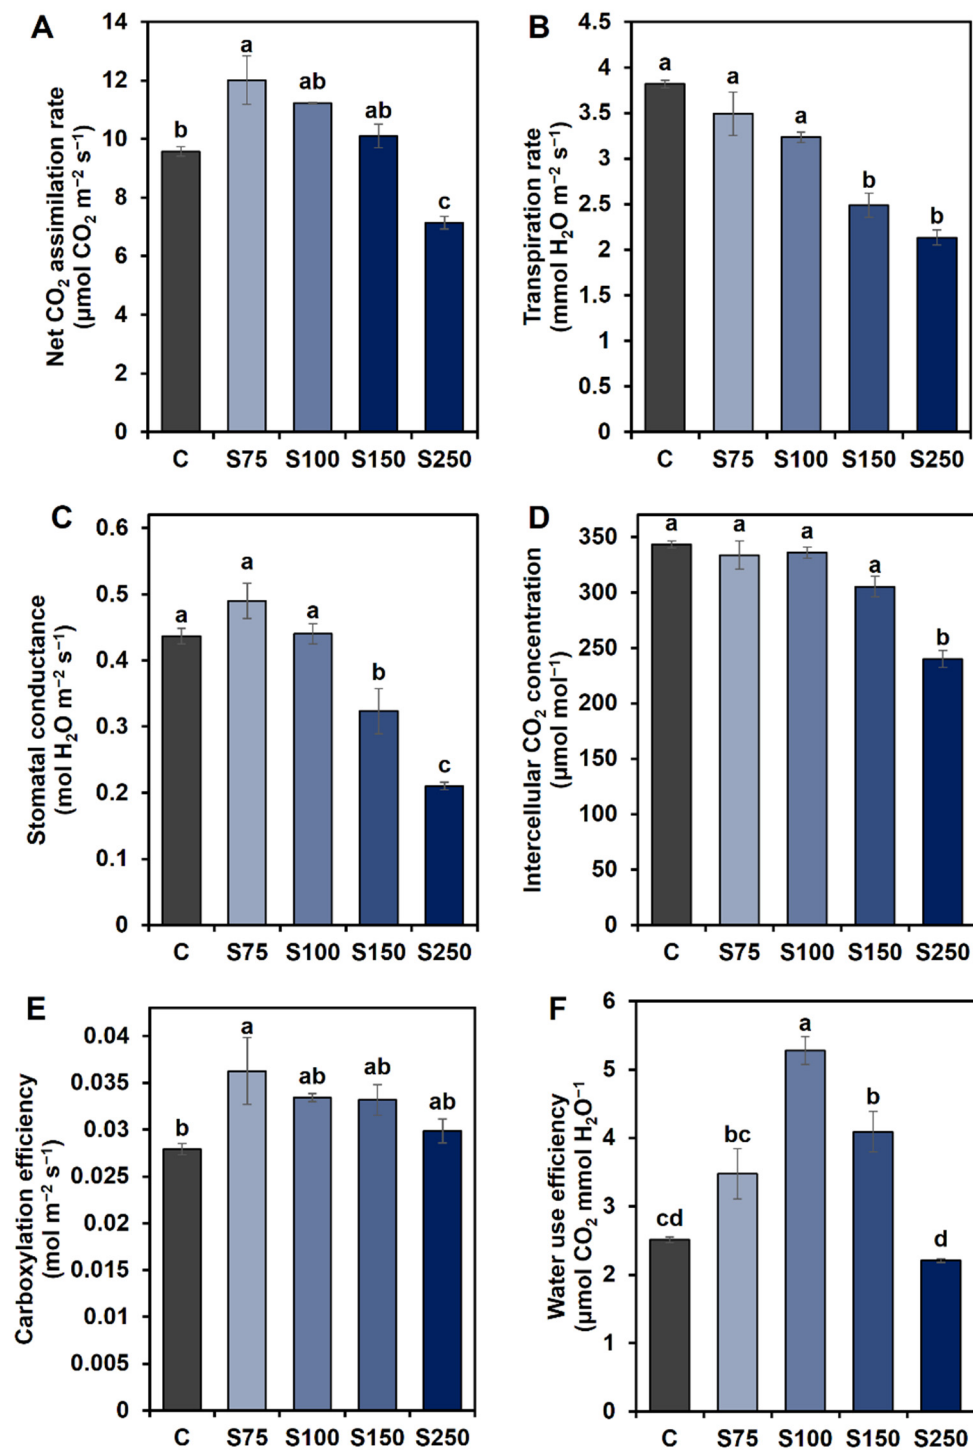 A
Net CO₂ assimilation rate
(µmol CO₂ m⁻² s⁻¹)
14
12
10
8
6
4
2
0
b
a
ab
ab
c
C S75 S100 S150 S250
B
Transpiration rate
(mmol H₂O m⁻² s⁻¹)
4.5
4
3.5
3
2.5
2
1.5
1
0.5
0
a
a
a
b
b
C S75 S100 S150 S250
C
Stomatal conductance
(mol H₂O m⁻² s⁻¹)
0.6
0.5
0.4
0.3
0.2
0.1
0
a
a
a
b
c
C S75 S100 S150 S250
D
Intercellular CO₂ concentration
(µmol mol⁻¹)
350
300
250
200
150
100
50
0
a
a
a
a
b
C S75 S100 S150 S250
E
Carboxylation efficiency
(mol m⁻² s⁻¹)
0.04
0.035
0.03
0.025
0.02
0.015
0.01
0.005
0
b
a
ab
ab
ab
C S75 S100 S150 S250
F
Water use efficiency
(µmol CO₂ mmol H₂O⁻¹
6
5
4
3
2
1
0
cd
bc
a
b
d
C S75 S100 S150 S250